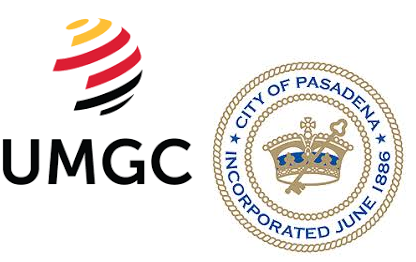 UMGC
CITY OF PASADENA
INCORPORATED JUNE 1886